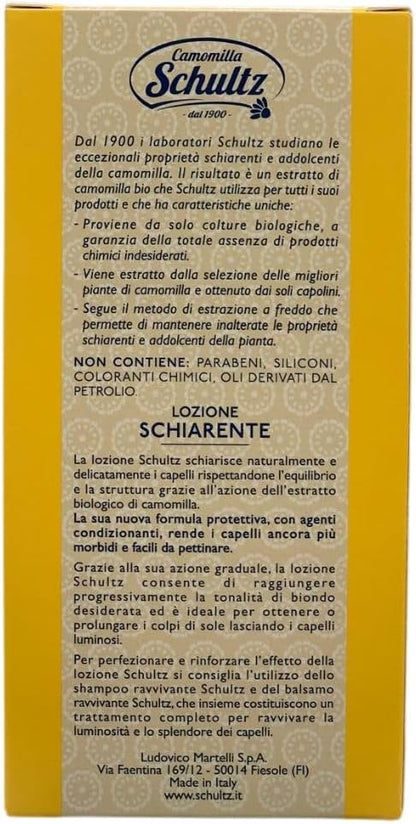 Camomilla
Schultz
- dal 1900 -
Dal 1900 i laboratori Schultz studiano le
eccezionali proprietà schiarenti e addolcenti
della camomilla. Il risultato è un estratto di
camomilla bio che Schultz utilizza per tutti i suoi
prodotti e che ha caratteristiche uniche:
- Proviene da solo colture biologiche, a
garanzia della totale assenza di prodotti
chimici indesiderati.
- Viene estratto dalla selezione delle migliori
piante di camomilla e ottenuto dai soli capolini.
- Segue il metodo di estrazione a freddo che
permette di mantenere inalterate le proprietà
schiarenti e addolcenti della pianta.
NON CONTIENE: PARABENI, SILICONI,
COLORANTI CHIMICI, OLI DERIVATI DAL
PETROLIO.
LOZIONE
SCHIARENTE
La lozione Schultz schiarisce naturalmente e
delicatamente i capelli rispettandone l'equilibrio
e la struttura grazie all'azione dell'estratto
biologico di camomilla.
La sua nuova formula protettiva, con agenti
condizionanti, rende i capelli ancora più
morbidi e facili da pettinare.
Grazie alla sua azione graduale, la lozione
Schultz consente di raggiungere
progressivamente la tonalità di biondo
desiderata ed è ideale per ottenere o
prolungare i colpi di sole lasciando i capelli
luminosi.
Per perfezionare e rinforzare l'effetto della
lozione Schultz si consiglia l'utilizzo dello
shampoo ravvivante Schultz e del balsamo
ravvivante Schultz, che insieme costituiscono un
trattamento completo per ravvivare la
luminosità e lo splendore dei capelli.
Ludovico Martelli S.p.A.
Via Faentina 169/12 - 50014 Fiesole (FI)
Made in Italy
www.schultz.it